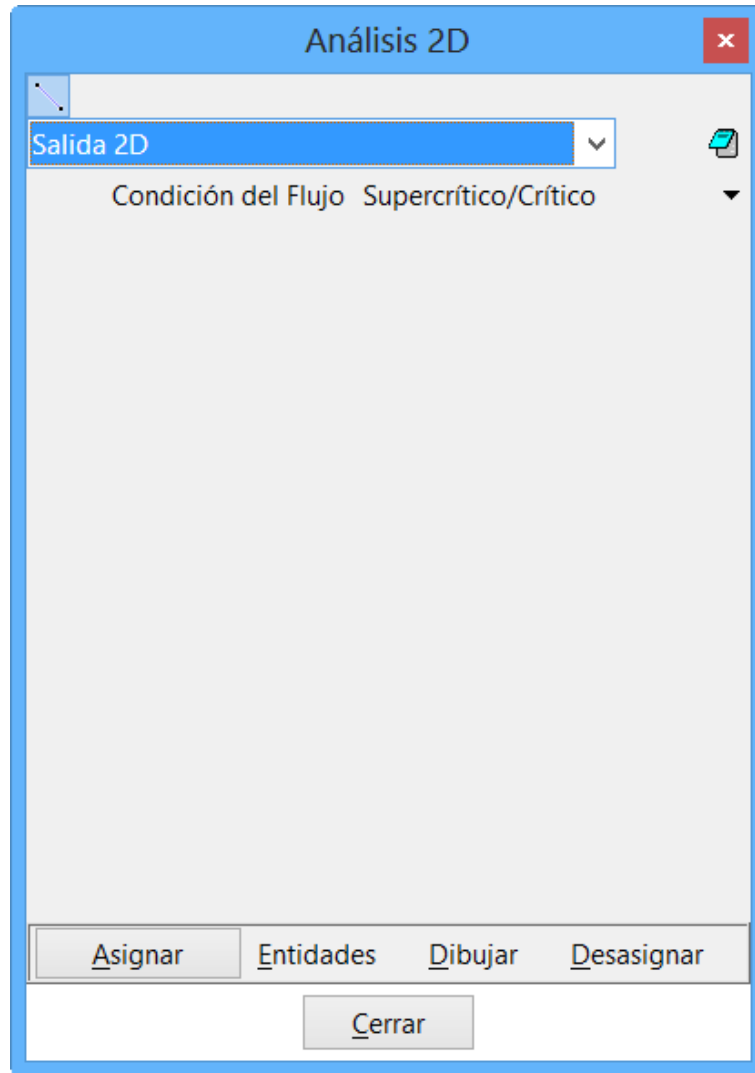 Análisis 2D
Salida 2D
Condición del Flujo Supercrítico/Crítico
Asignar Entidades Dibujar Desasignar
Cerrar